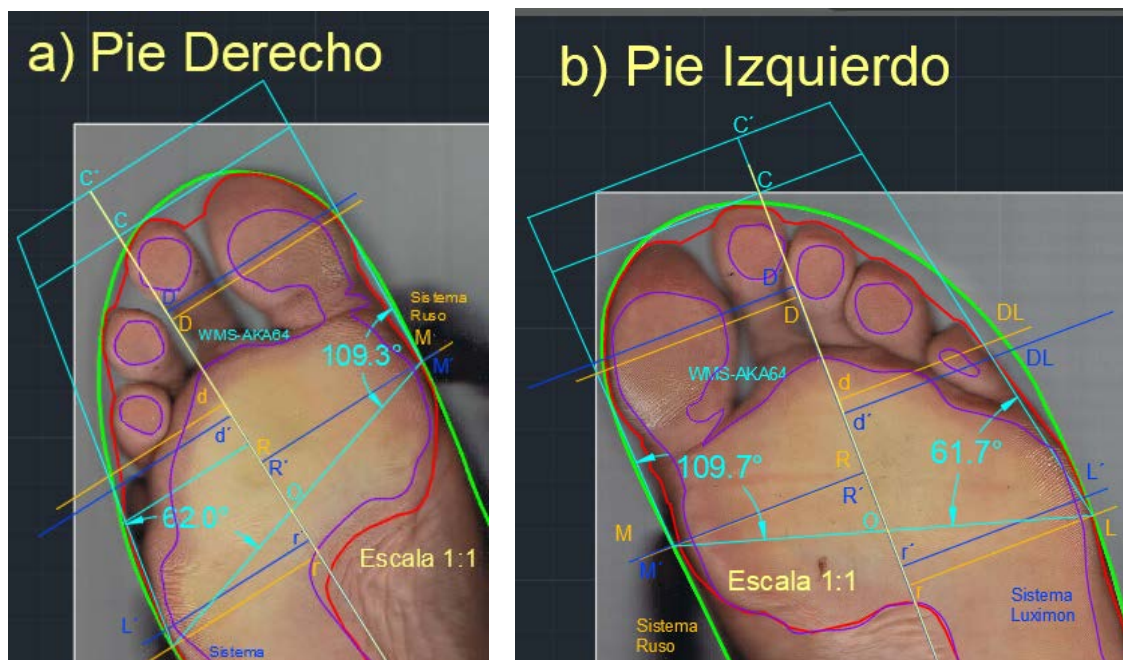 a) Pie Derecho
C´
C
D´
D
Sistema
Ruso
WMS-AKA64
M
109.3°
M´
d
d´
R
R´
O
62.0°
r´
r
Escala 1:1
L´
Sistema
b) Pie Izquierdo
C´
C
D´
D
DL
DL
WMS-AKA64
d
d´
109.7°
R
61.7°
R´
L´
M
O
L
M´
r´
Escala 1:1
r
Sistema
Ruso
Sistema
Luximon